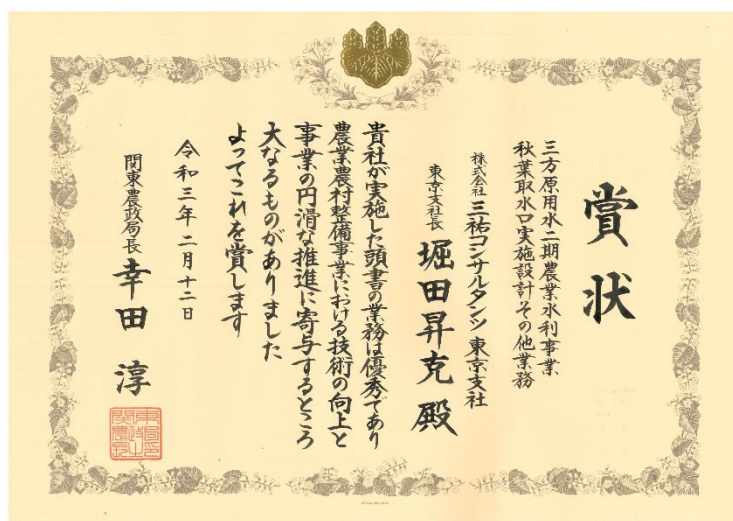 賞状
三方原用水二期農業水利事業
秋葉取水口実施設計その他業務
株式会社 三祐コンサルタンツ 東京支社
東京支社長 堀田昇克 殿
貴社が実施した頭書の業務は優秀であり
農業農村整備事業における技術の向上と
事業の円滑な推進に寄与するところ
大なるものがありました
よってこれを賞します
令和三年二月十二日
関東農政局長 幸田 淳